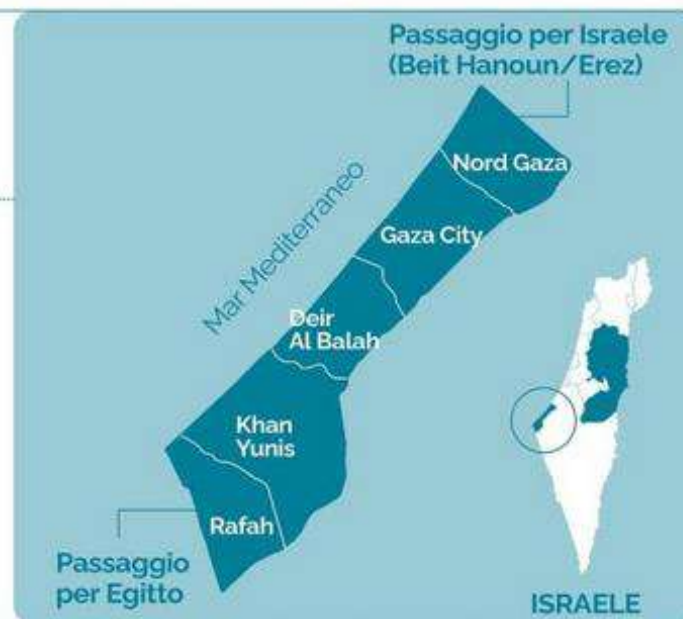 Passaggio per Israele
(Beit Hanoun/Erez)
Nord Gaza
Gaza City
Mar Mediterraneo
Deir
Al Balah
Khan
Yunis
Rafah
Passaggio
per Egitto
ISRAELE